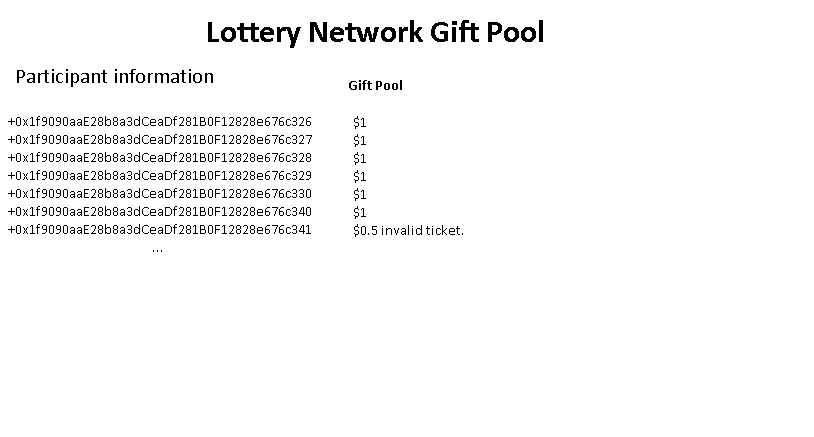 Lottery Network Gift Pool
Participant information
Gift Pool
+0x1f9090aaE28b8a3dCeaDf281B0F12828e676c326 $1
+0x1f9090aaE28b8a3dCeaDf281B0F12828e676c327 $1
+0x1f9090aaE28b8a3dCeaDf281B0F12828e676c328 $1
+0x1f9090aaE28b8a3dCeaDf281B0F12828e676c329 $1
+0x1f9090aaE28b8a3dCeaDf281B0F12828e676c330 $1
+0x1f9090aaE28b8a3dCeaDf281B0F12828e676c340 $1
+0x1f9090aaE28b8a3dCeaDf281B0F12828e676c341 $0.5 invalid ticket.
...